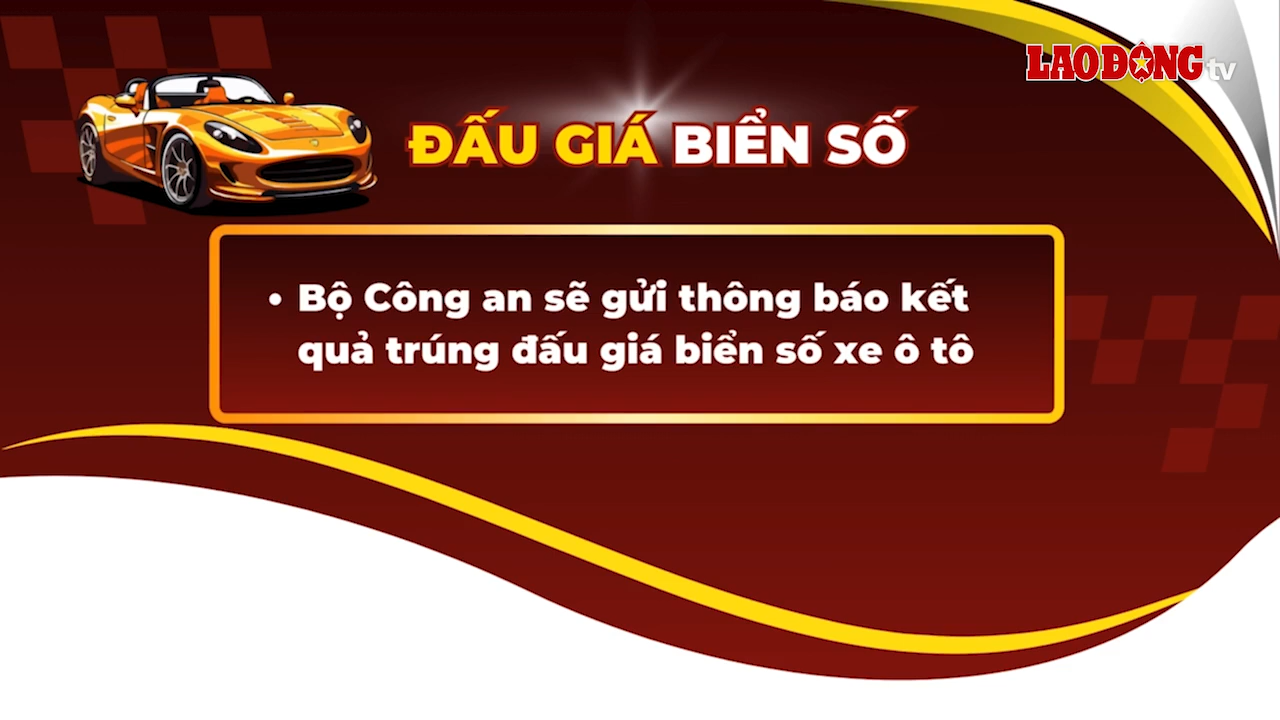 LAO ĐỘNG tv
ĐẤU GIÁ BIỂN SỐ
• Bộ Công an sẽ gửi thông báo kết
quả trúng đấu giá biển số xe ô tô